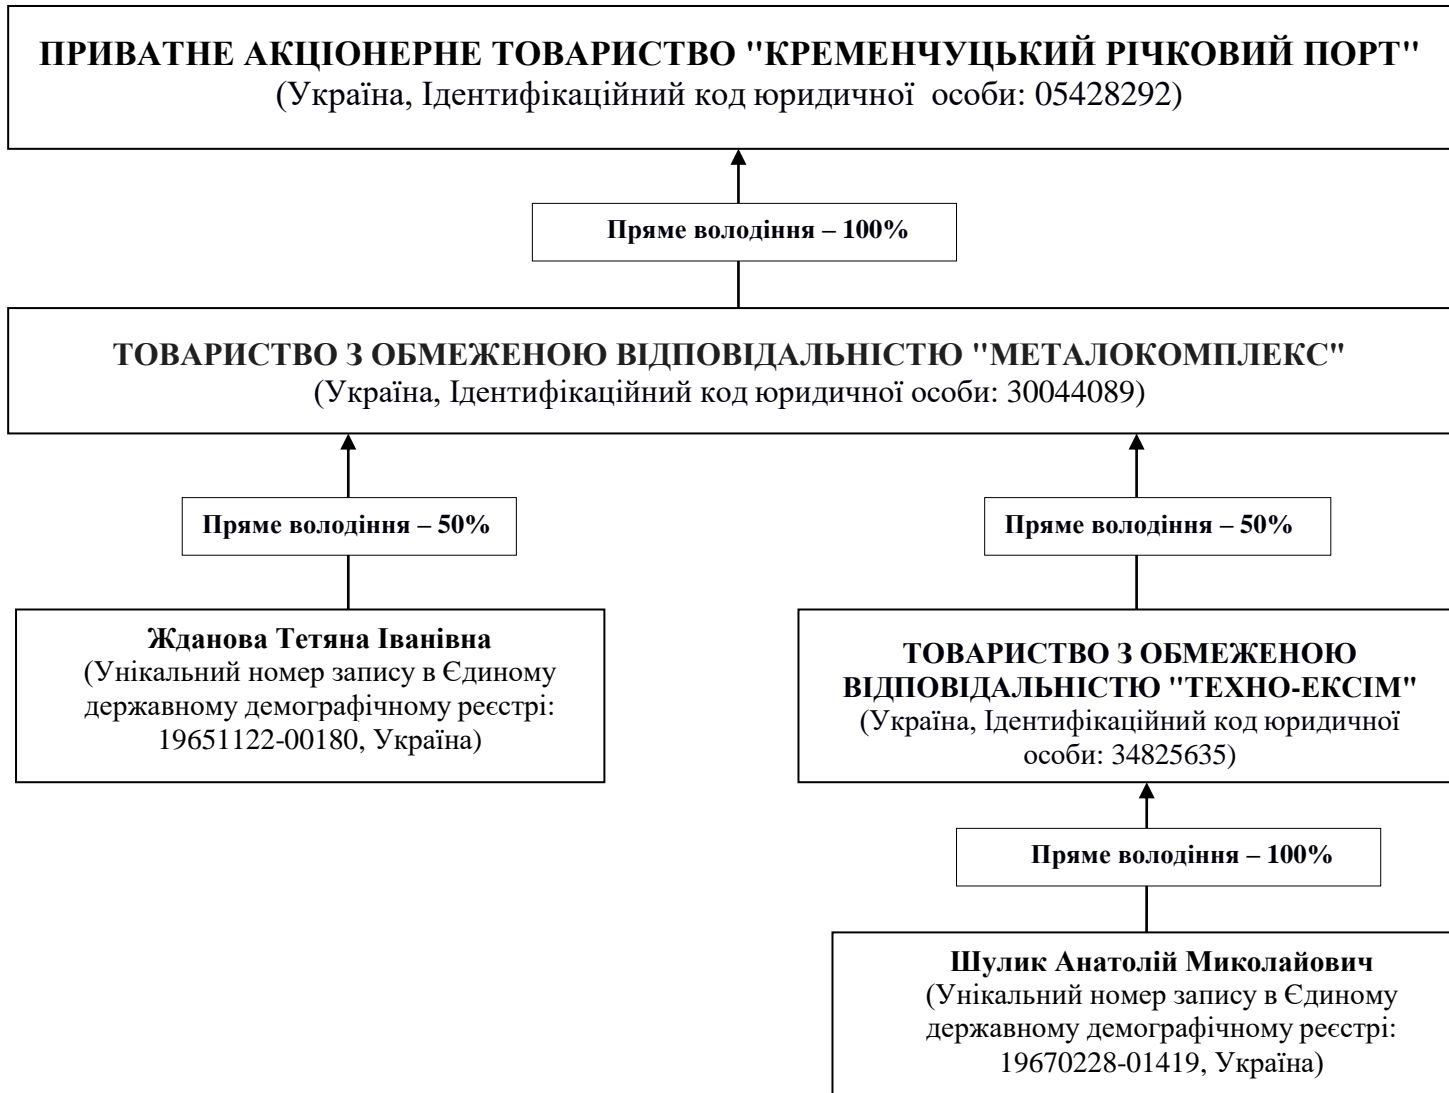 ПРИВАТНЕ АКЦІОНЕРНЕ ТОВАРИСТВО "КРЕМЕНЧУЦЬКИЙ РІЧКОВИЙ ПОРТ"
(Україна, Ідентифікаційний код юридичної особи: 05428292)
Пряме володіння – 100%
ТОВАРИСТВО З ОБМЕЖЕНОЮ ВІДПОВІДАЛЬНІСТЮ "МЕТАЛОКОМПЛЕКС"
(Україна, Ідентифікаційний код юридичної особи: 30044089)
Пряме володіння – 50%
Пряме володіння – 50%
Жданова Тетяна Іванівна
(Унікальний номер запису в Єдиному
державному демографічному реєстрі:
19651122-00180, Україна)
ТОВАРИСТВО З ОБМЕЖЕНОЮ
ВІДПОВІДАЛЬНІСТЮ "ТЕХНО-ЕКСІМ"
(Україна, Ідентифікаційний код юридичної
особи: 34825635)
Пряме володіння – 100%
Шулик Анатолій Миколайович
(Унікальний номер запису в Єдиному
державному демографічному реєстрі:
19670228-01419, Україна)